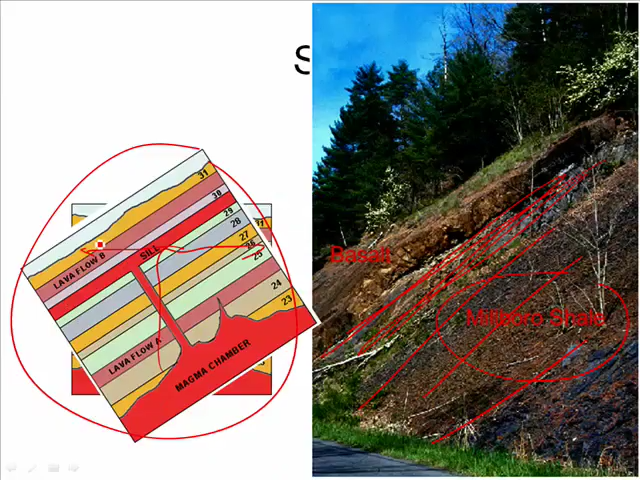 S
31
30
29
28
27
26
25
24
23
LAVA FLOW B
SILL
LAVA FLOW A
MAGMA CHAMBER
Basalt
Millboro Shale